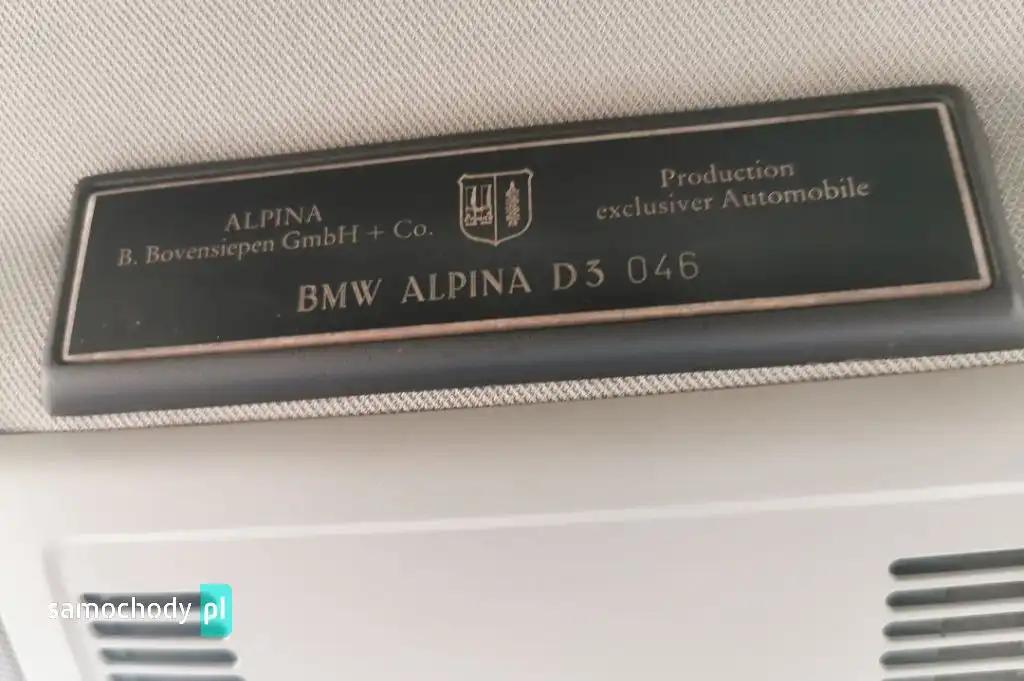 ALPINA
B. Bovensiepen GmbH + Co.
Production
exclusiver Automobile
BMW ALPINA D3 046
samochody pl